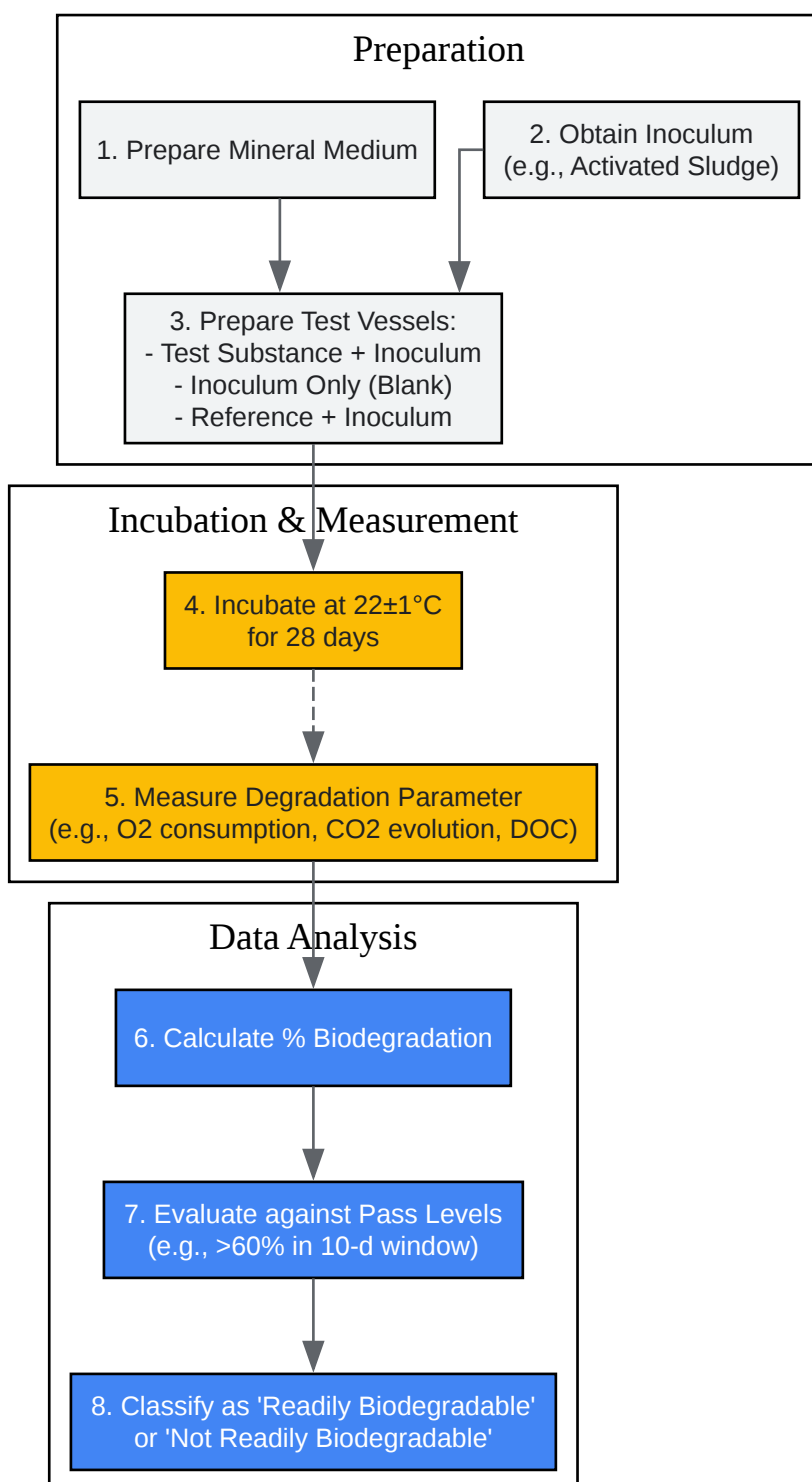 Preparation
1. Prepare Mineral Medium
2. Obtain Inoculum
(e.g., Activated Sludge)
3. Prepare Test Vessels:
- Test Substance + Inoculum
- Inoculum Only (Blank)
- Reference + Inoculum
Incubation & Measurement
4. Incubate at 22±1°C
for 28 days
5. Measure Degradation Parameter
(e.g., O2 consumption, CO2 evolution, DOC)
Data Analysis
6. Calculate % Biodegradation
7. Evaluate against Pass Levels
(e.g., >60% in 10-d window)
8. Classify as 'Readily Biodegradable'
or 'Not Readily Biodegradable'